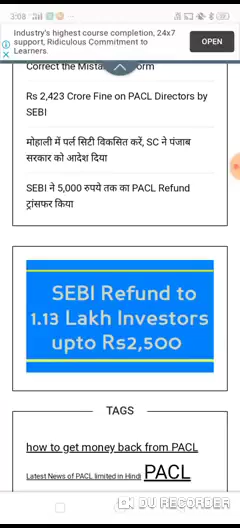 3:08
Industry's highest course completion, 24x7
support, Ridiculous Commitment to
Learners.
OPEN
Correct the Mista
orm
Rs 2,423 Crore Fine on PACL Directors by
SEBI
मोहाली में पर्ल सिटी विकसित करें, SC ने पंजाब
सरकार को आदेश दिया
SEBI ने 5,000 रुपये तक का PACL Refund
ट्रांसफर किया
SEBI Refund to
1.13 Lakh Investors
upto Rs2,500
TAGS
how to get money back from PACL
Latest News of PACL limited in Hindi PACL
DU RECORDER